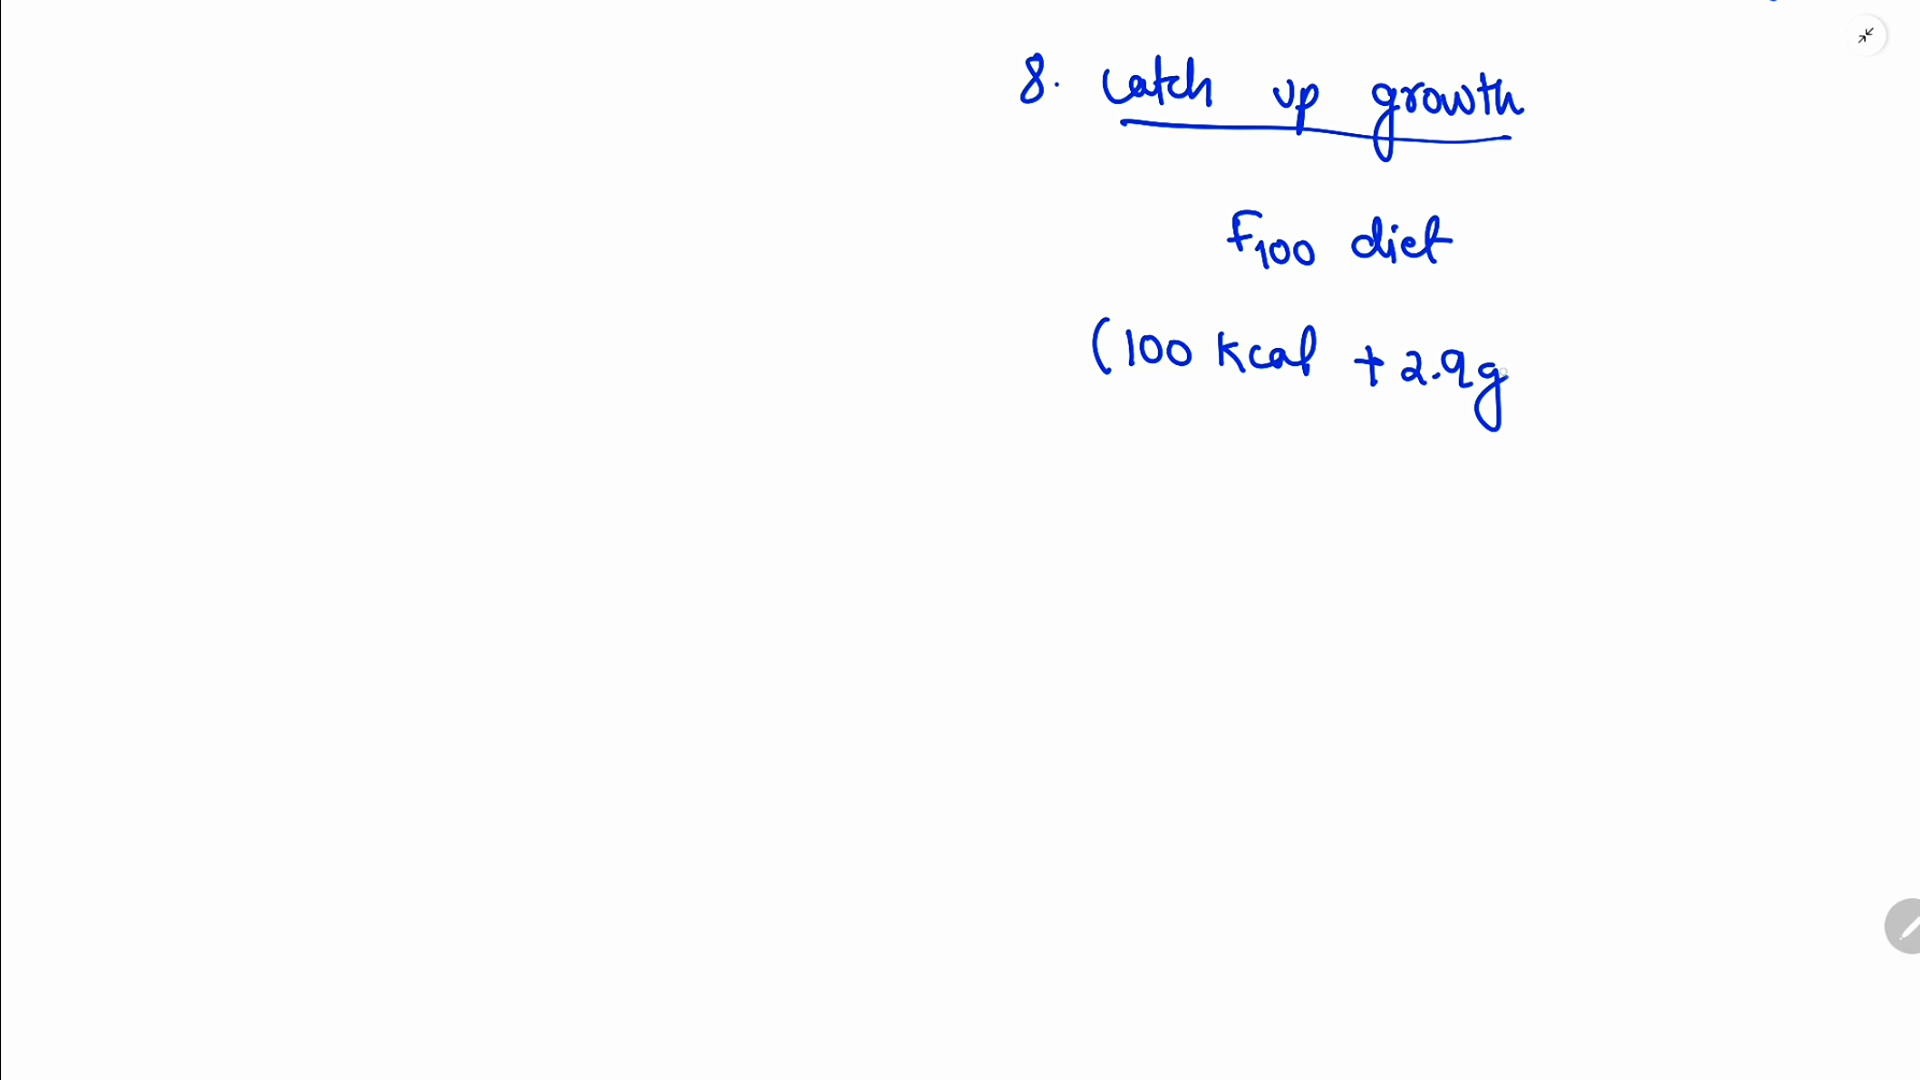 8. Catch up growth
F100 diet
(100 kcal + 2.9g